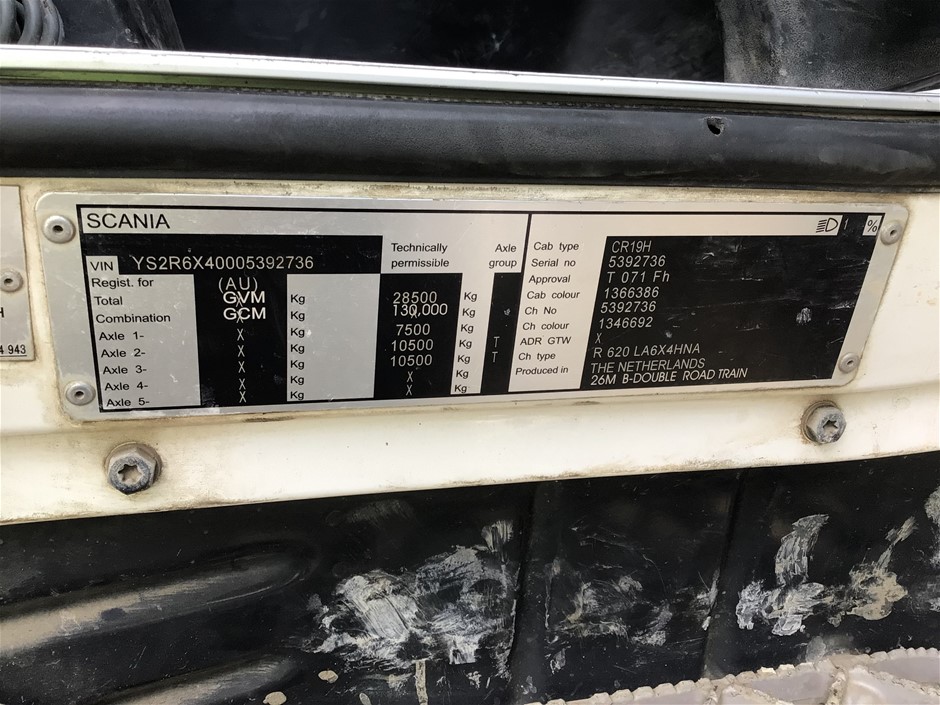 SCANIA 1 %
VIN YS2R6X40005392736
Technically permissible Axle group
Regist. for (AU)
Total GVM Kg 28500 Kg
Combination GCM Kg 130,000 Kg
Axle 1- X Kg 7500 Kg
Axle 2- X Kg 10500 Kg T
Axle 3- X Kg 10500 Kg T
Axle 4- X Kg X Kg
Axle 5- X Kg X Kg
Cab type CR19H
Serial no 5392736
Approval T 071 Fh
Cab colour 1366386
Ch No 5392736
Ch colour 1346692
ADR GTW X
Ch type R 620 LA6X4HNA
Produced in THE NETHERLANDS
26M B-DOUBLE ROAD TRAIN
H
4 943